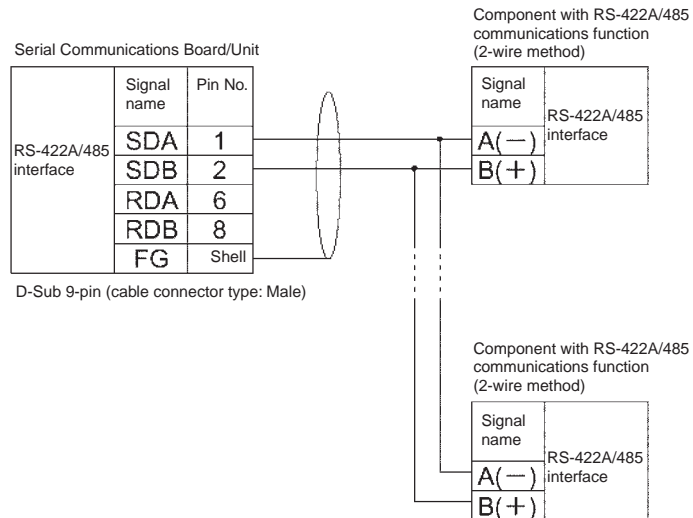 Component with RS-422A/485
communications function
(2-wire method)
Serial Communications Board/Unit
Signal
name
Pin No.
RS-422A/485
interface
SDA 1
SDB 2
RDA 6
RDB 8
FG Shell
D-Sub 9-pin (cable connector type: Male)
Signal
name
RS-422A/485
interface
A(—)
B(+)
Component with RS-422A/485
communications function
(2-wire method)
Signal
name
RS-422A/485
interface
A(—)
B(+)